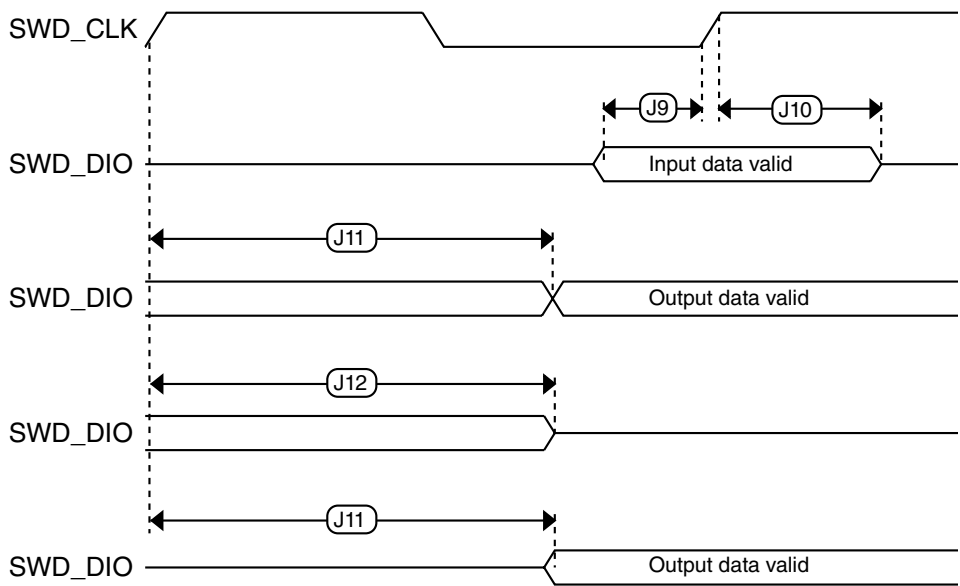 SWD_CLK
J9
J10
SWD_DIO
Input data valid
J11
SWD_DIO
Output data valid
J12
SWD_DIO
J11
SWD_DIO
Output data valid